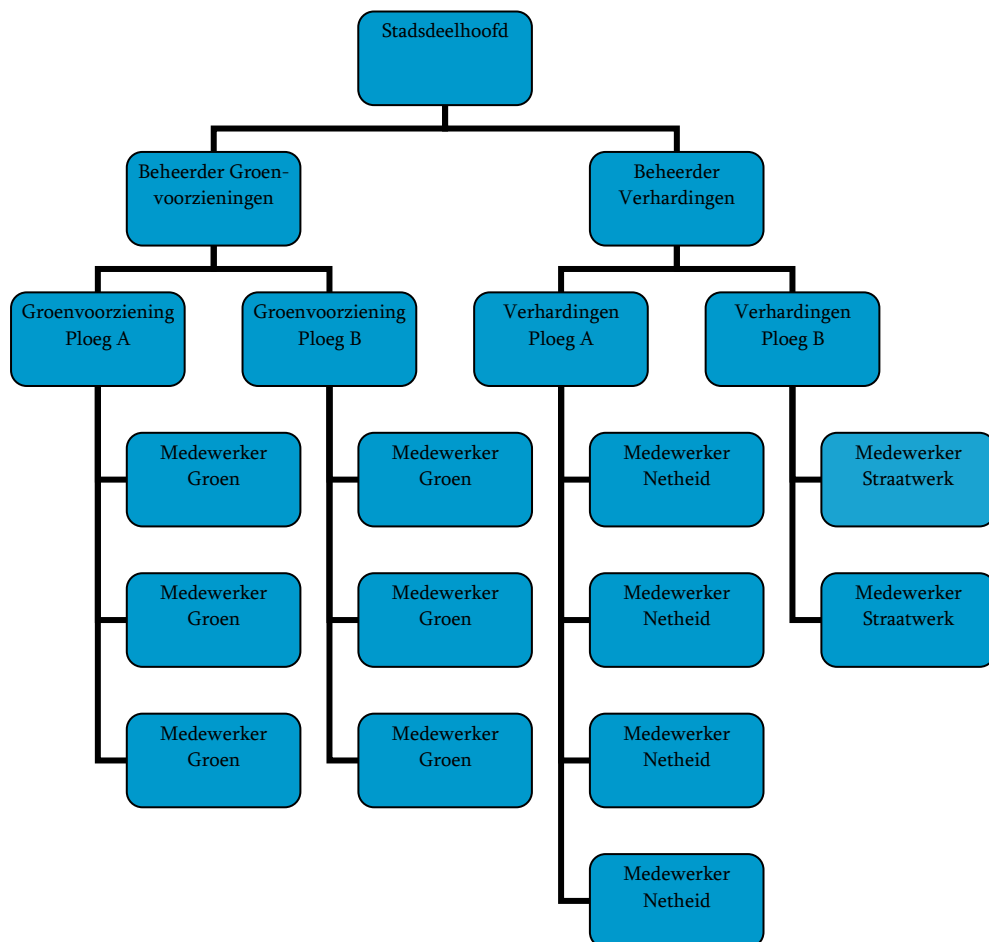 Stadsdeelhoofd
Beheerder Groen-
voorzieningen
Beheerder
Verhardingen
Groenvoorziening
Ploeg A
Groenvoorziening
Ploeg B
Verhardingen
Ploeg A
Verhardingen
Ploeg B
Medewerker
Groen
Medewerker
Groen
Medewerker
Netheid
Medewerker
Straatwerk
Medewerker
Groen
Medewerker
Groen
Medewerker
Netheid
Medewerker
Straatwerk
Medewerker
Groen
Medewerker
Groen
Medewerker
Netheid
Medewerker
Netheid